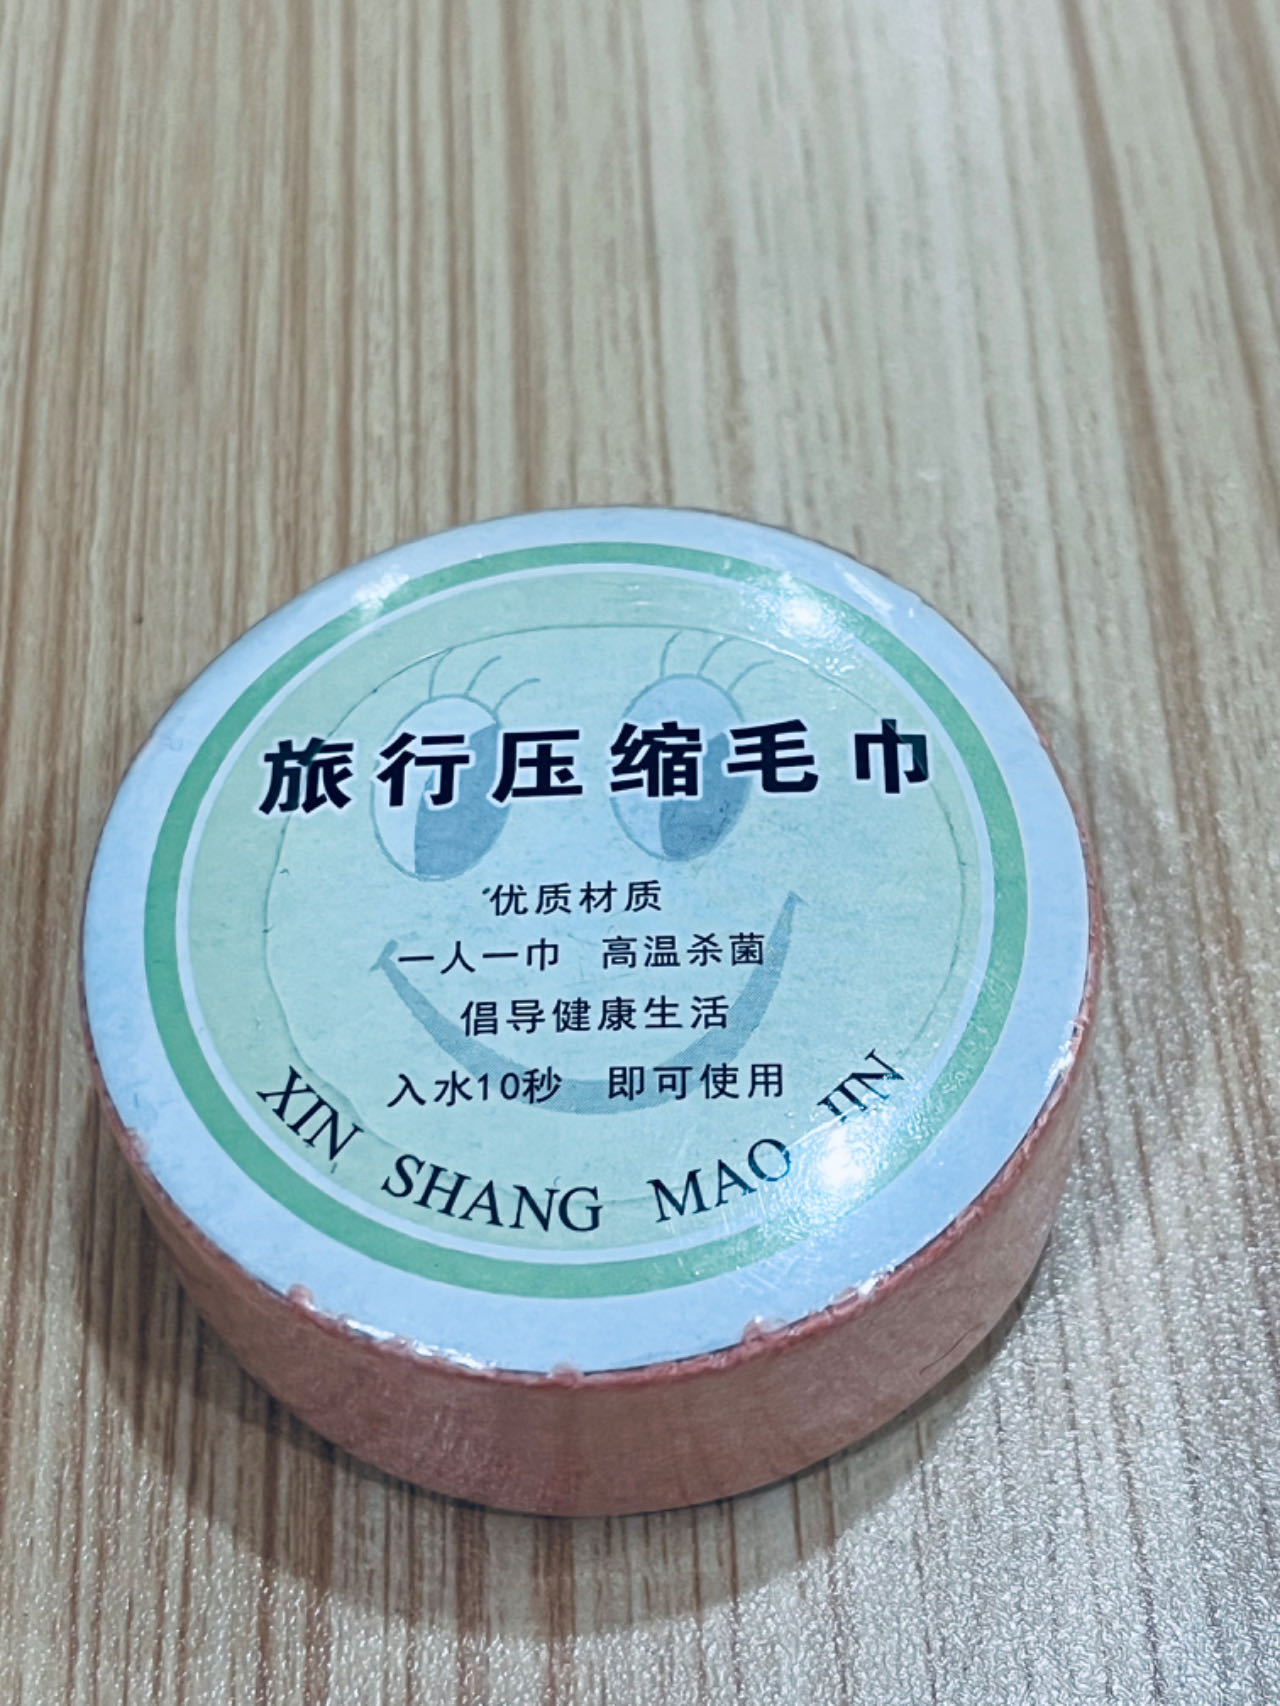 旅行压缩毛巾
优质材质
一人一巾 高温杀菌
倡导健康生活
入水10秒 即可使用
XIN SHANG MAO JIN